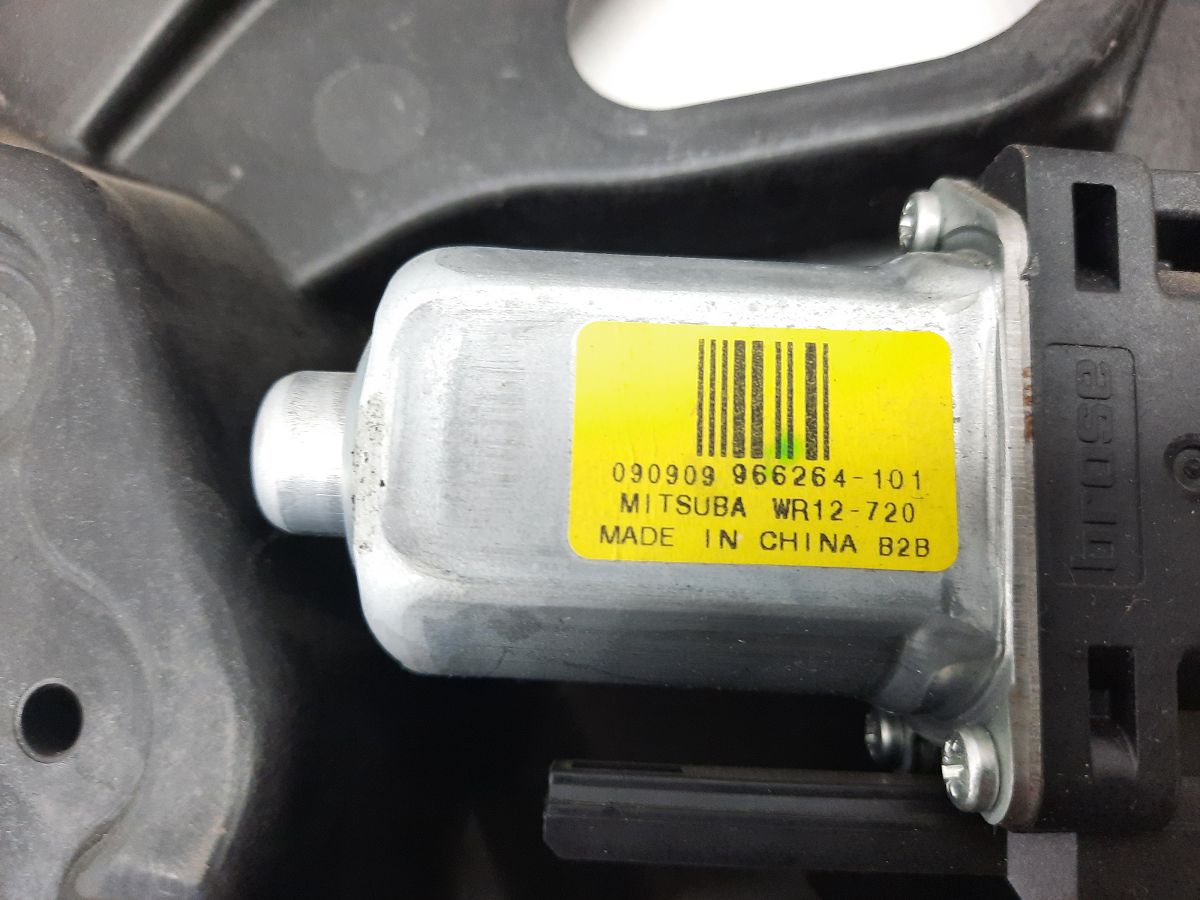 090909 966264-101
MITSUBA WR12-720
MADE IN CHINA B2B
brose